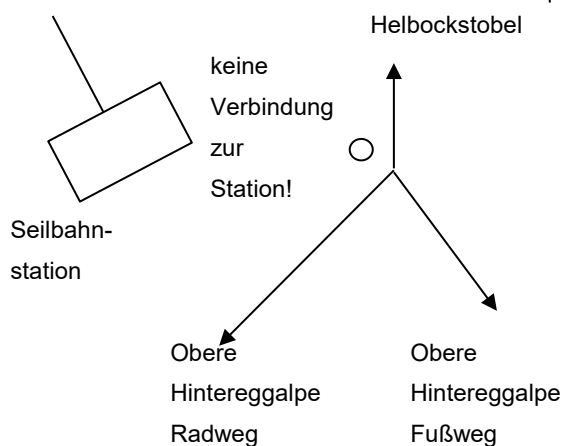 Helbockstobel
keine
Verbindung
zur
Station!
Seilbahn-
station
Obere
Hintereggalpe
Radweg
Obere
Hintereggalpe
Fußweg